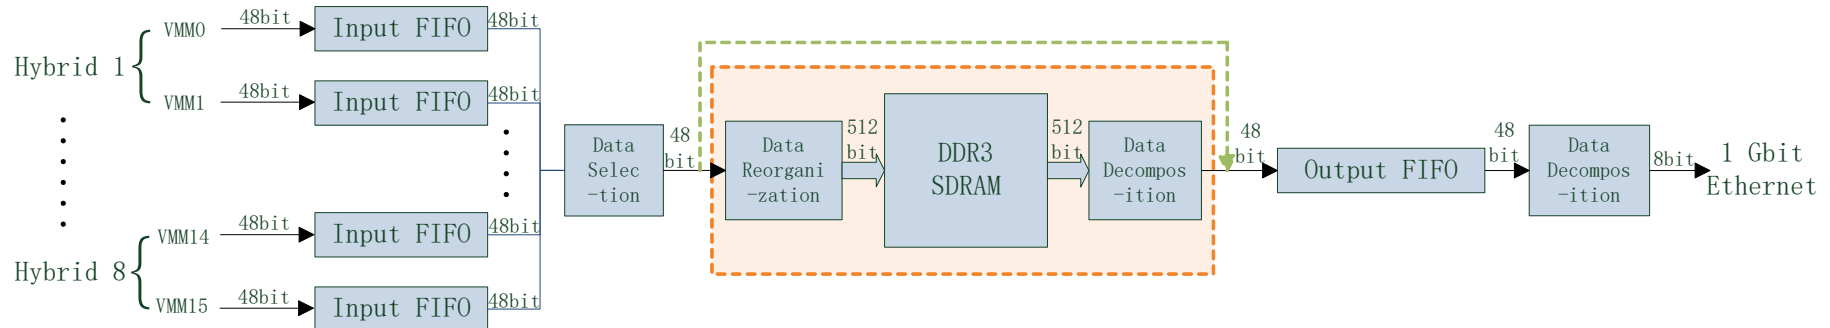 Hybrid 1
VMM0
48bit
Input FIFO
48bit
VMM1
48bit
Input FIFO
48bit
Hybrid 8
VMM14
48bit
Input FIFO
48bit
VMM15
48bit
Input FIFO
48bit
Data
Selec
-tion
48
bit
Data
Reorgani
-zation
512
bit
DDR3
SDRAM
512
bit
Data
Decompos
-ition
48
bit
Output FIFO
48
bit
Data
Decompos
-ition
8bit
1 Gbit
Ethernet